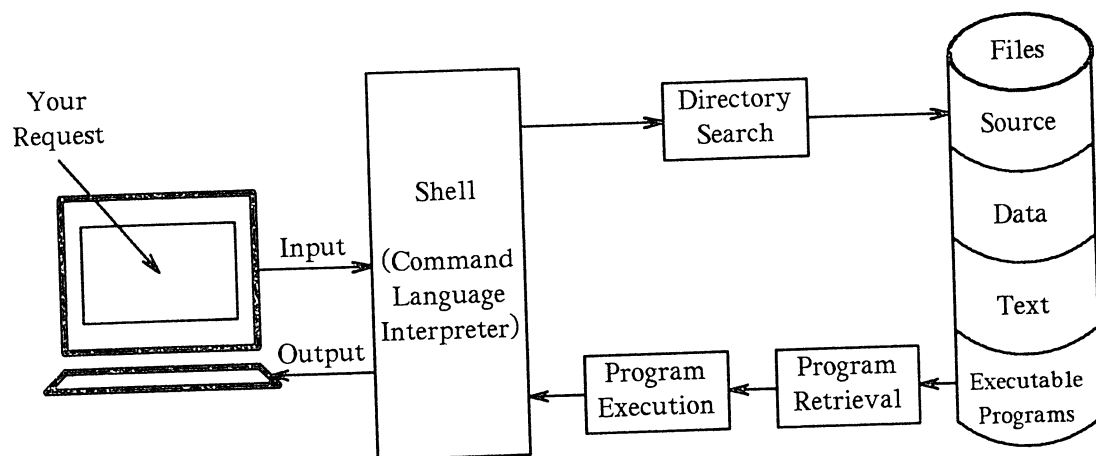 Your
Request
Input
Output
Shell
(Command
Language
Interpreter)
Directory
Search
Program
Execution
Program
Retrieval
Files
Source
Data
Text
Executable
Programs